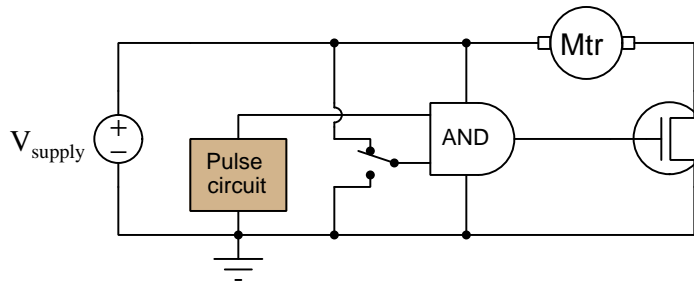 Mtr
V supply
+
−
AND
Pulse
circuit